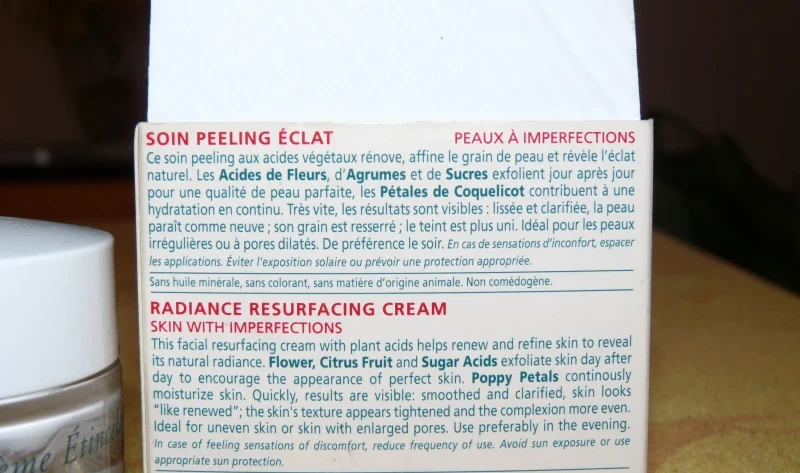 SOIN PEELING ÉCLAT PEAUX À IMPERFECTIONS
Ce soin peeling aux acides végétaux rénove, affine le grain de peau et révèle l'éclat
naturel. Les Acides de Fleurs, d'Agrumes et de Sucres exfolient jour après jour
pour une qualité de peau parfaite, les Pétales de Coquelicot contribuent à une
hydratation en continu. Très vite, les résultats sont visibles : lissée et clarifiée, la peau
paraît comme neuve ; son grain est resserré ; le teint est plus uni. Idéal pour les peaux
irrégulières ou à pores dilatés. De préférence le soir. En cas de sensations d'inconfort, espacer
les applications. Éviter l'exposition solaire ou prévoir une protection appropriée.
Sans huile minérale, sans colorant, sans matière d'origine animale. Non comédogène.
RADIANCE RESURFACING CREAM
SKIN WITH IMPERFECTIONS
This facial resurfacing cream with plant acids helps renew and refine skin to reveal
its natural radiance. Flower, Citrus Fruit and Sugar Acids exfoliate skin day after
day to encourage the appearance of perfect skin. Poppy Petals continously
moisturize skin. Quickly, results are visible: smoothed and clarified, skin looks
"like renewed"; the skin's texture appears tightened and the complexion more even.
Ideal for uneven skin or skin with enlarged pores. Use preferably in the evening.
In case of feeling sensations of discomfort, reduce frequency of use. Avoid sun exposure or use
appropriate sun protection.